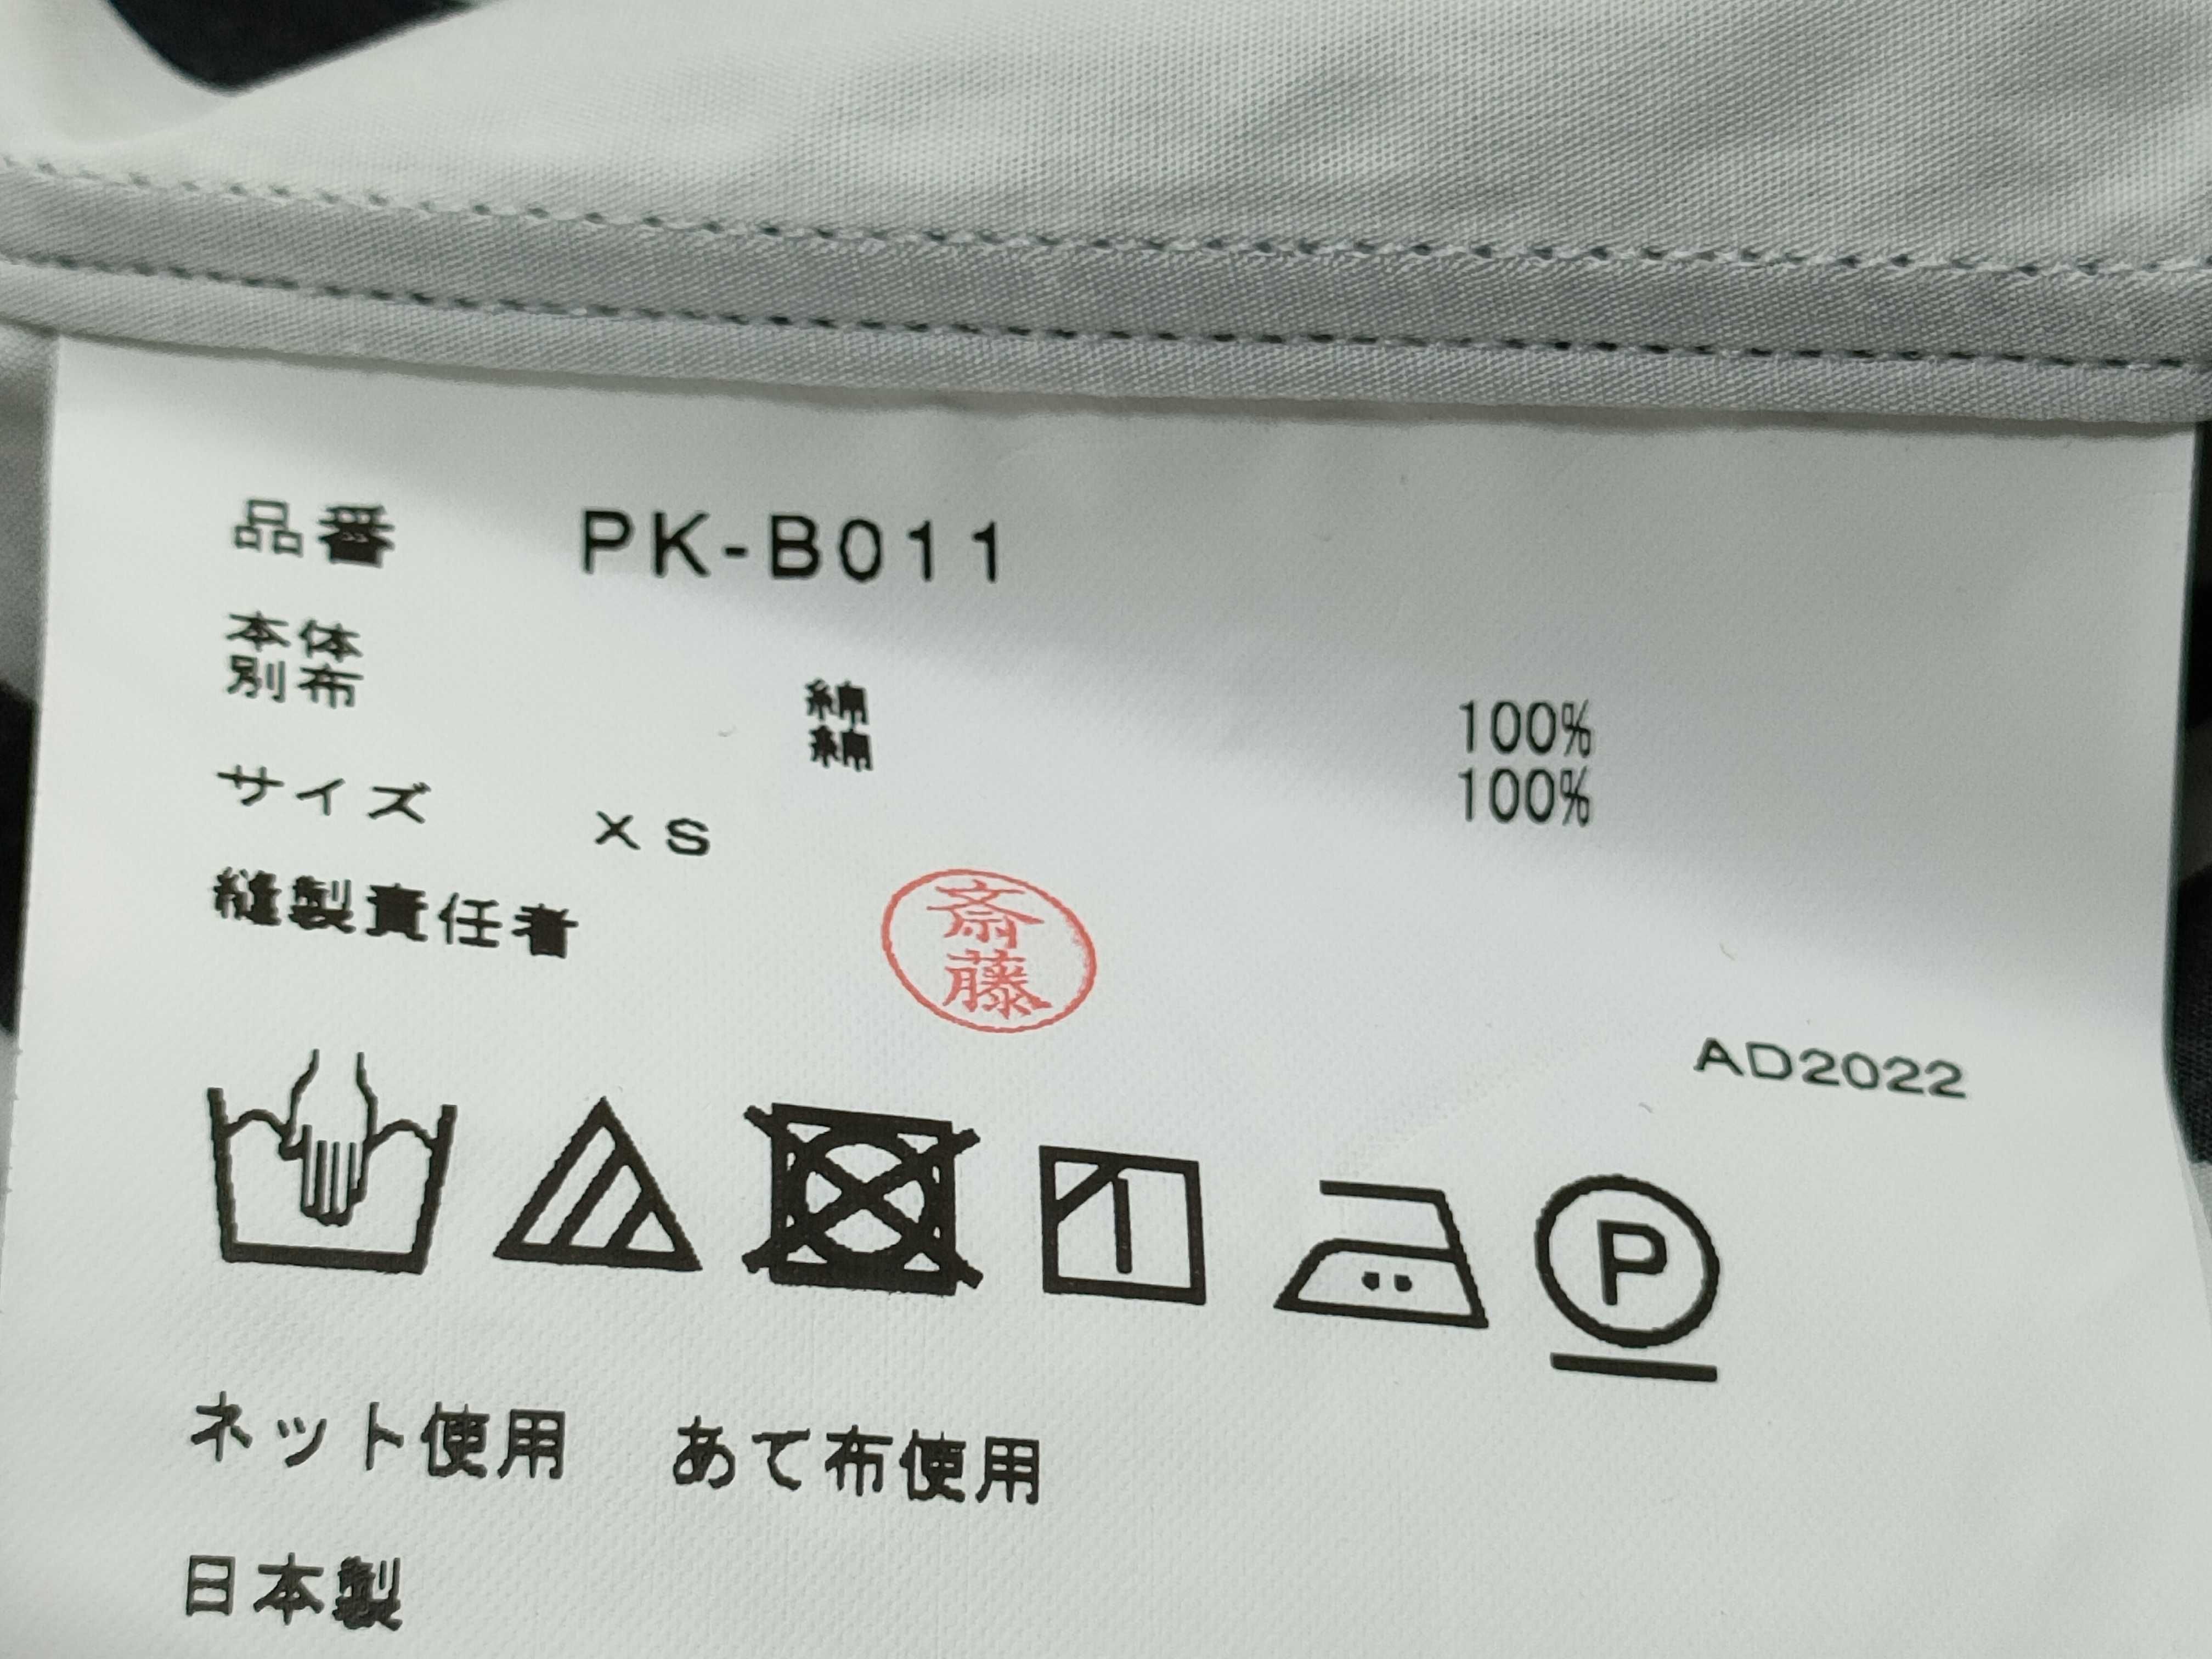 品番 PK-B011
本体
別布
綿 100%
綿 100%
サイズ XS
縫製責任者 斎藤
AD2022
P
ネット使用 あて布使用
日本製